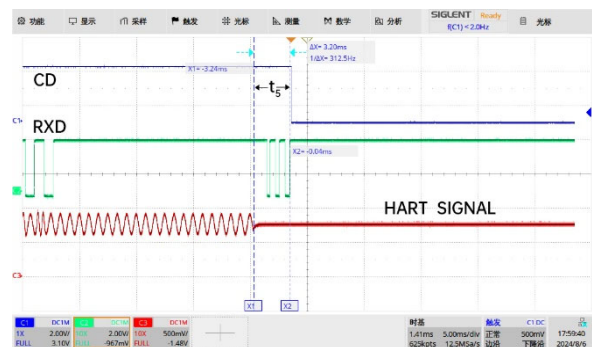 功能 显示 采样 触发 光标 测量 数学 分析 SIGLENT Ready 光标
f(C1) < 2.0Hz
ΔX= 3.20ms
1/ΔX= 312.5Hz
X1= -3.24ms
CD
t5
C1
RXD
X2= -0.04ms
HART SIGNAL
C3
X1 X2
C1 DC1M DC1M C3 DC1M 时基 触发 C1 DC
1X 2.00V/ 10X 2.00V/ 10X 500mV/ 1.41ms 5.00ms/div 正常 500mV 17:59:40
FULL 3.10V FULL -967mV FULL -1.48V 625kpts 12.5MSa/s 边沿 下降沿 2024/8/6